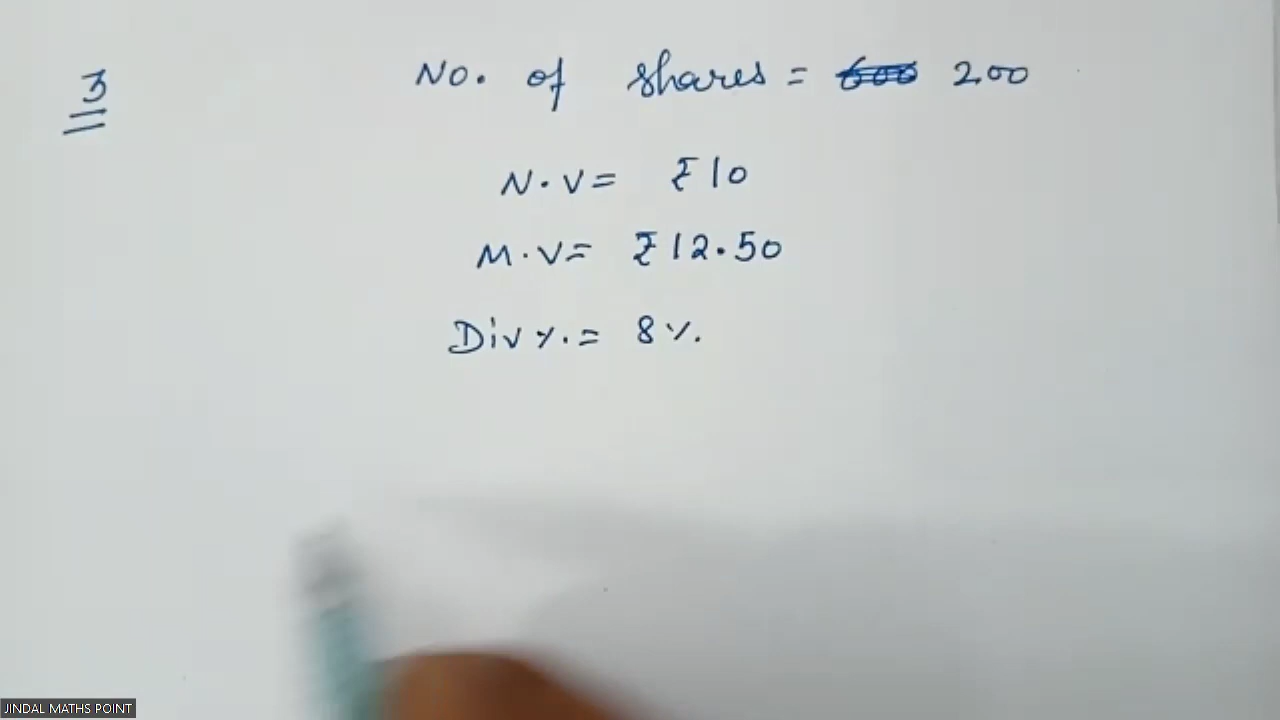 3
No. of shares = 600 200
N.V = ₹10
M.V = ₹12.50
Div %. = 8 %.
JINDAL MATHS POINT